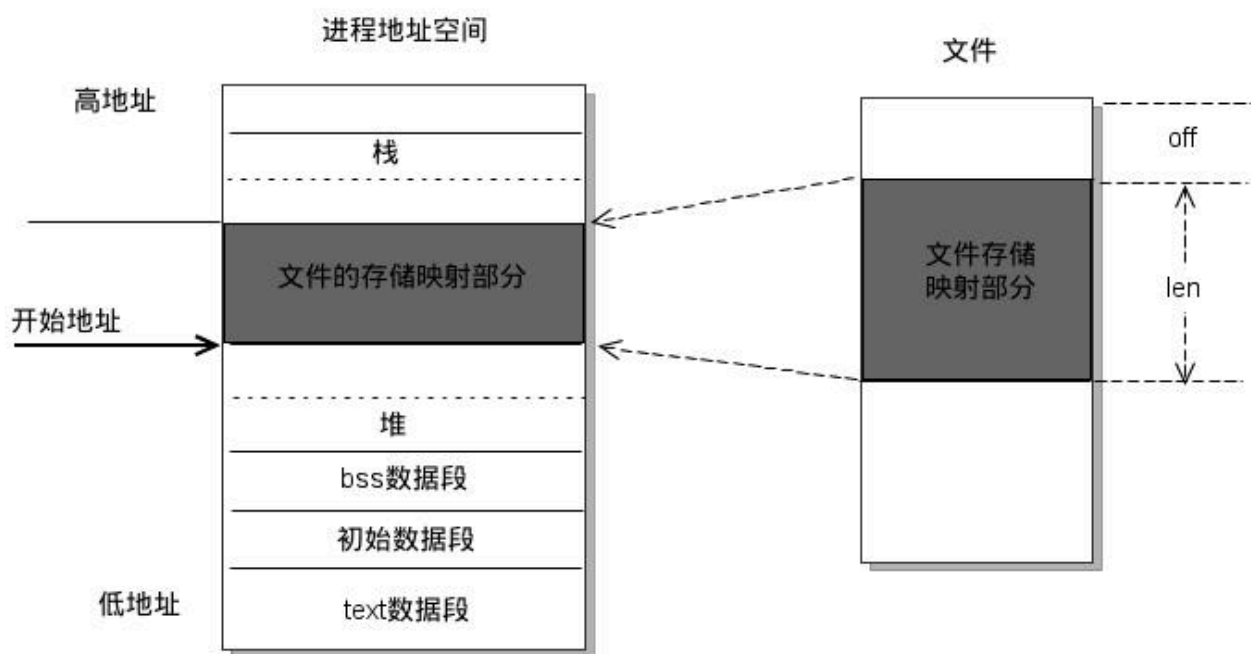 进程地址空间
文件
高地址
栈
off
文件的存储映射部分
文件存储
映射部分
len
开始地址
堆
bss数据段
初始数据段
低地址
text数据段